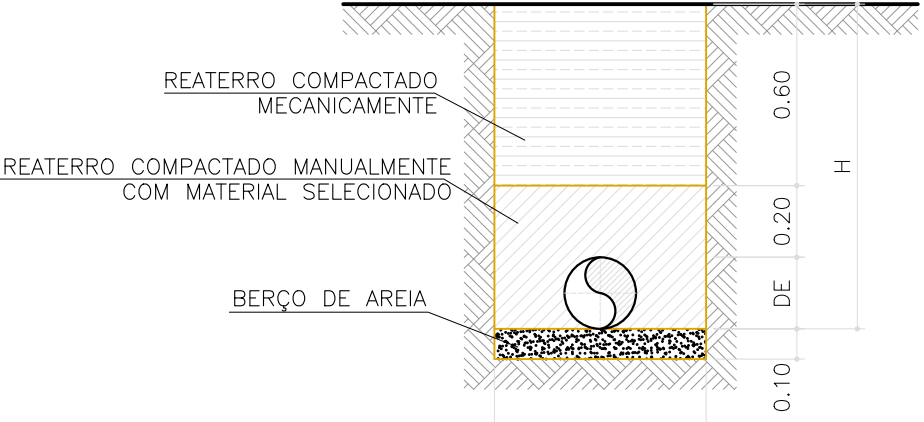 REATERRO COMPACTADO
MECANICAMENTE
REATERRO COMPACTADO MANUALMENTE
COM MATERIAL SELECIONADO
BERÇO DE AREIA
0.60
H
0.20
DE
0.10